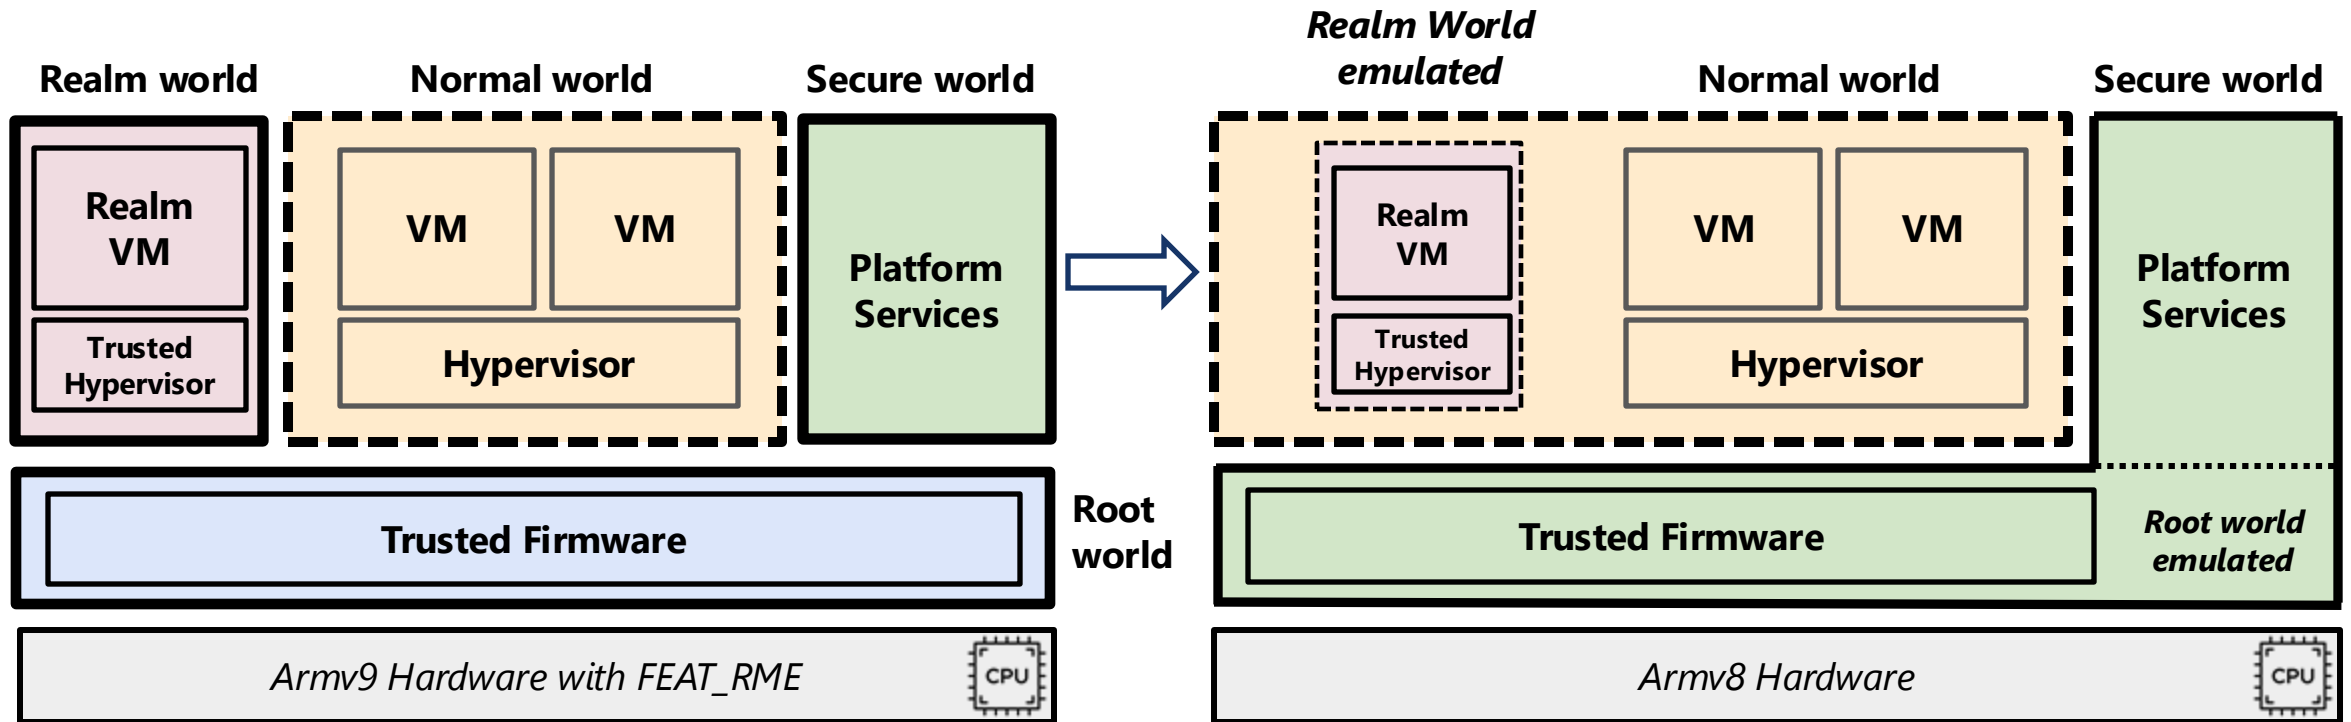 Realm world
Normal world
Secure world
Realm
VM
Trusted
Hypervisor
VM
VM
Hypervisor
Platform
Services
Trusted Firmware
Root
world
Armv9 Hardware with FEAT_RME
CPU
Realm World
emulated
Normal world
Secure world
Realm
VM
Trusted
Hypervisor
VM
VM
Hypervisor
Platform
Services
Trusted Firmware
Root world
emulated
Armv8 Hardware
CPU